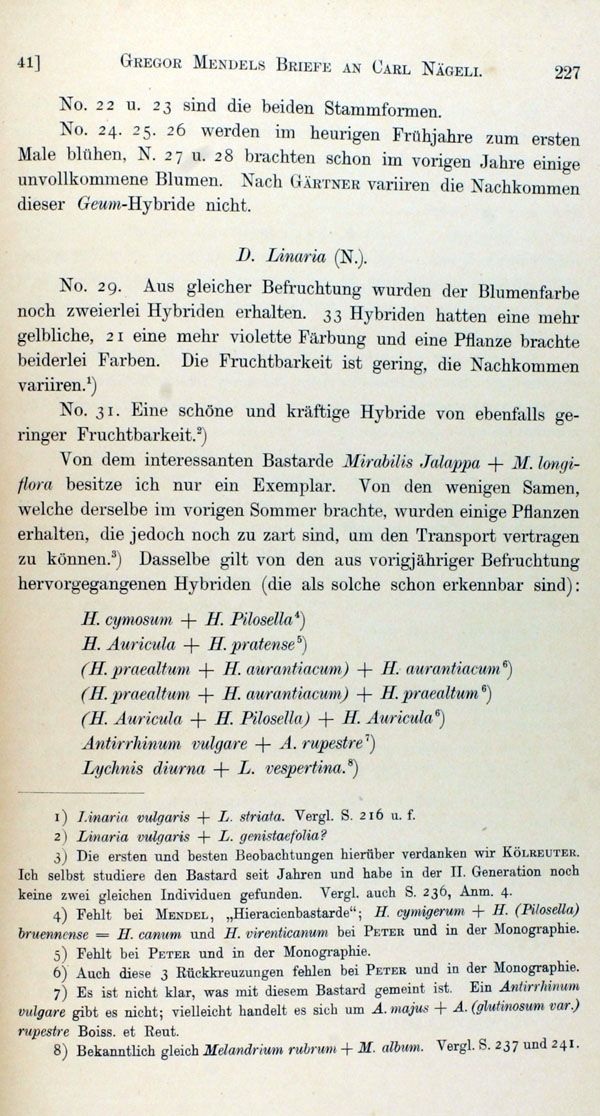 41] GREGOR MENDELS BRIEFE AN CARL NÄGELI. 227
No. 22 u. 23 sind die beiden Stammformen.
No. 24. 25. 26 werden im heurigen Frühjahre zum ersten
Male blühen, N. 27 u. 28 brachten schon im vorigen Jahre einige
unvollkommene Blumen. Nach GÄRTNER variiren die Nachkommen
dieser Geum-Hybride nicht.
D. Linaria (N.).
No. 29. Aus gleicher Befruchtung wurden der Blumenfarbe
noch zweierlei Hybriden erhalten. 33 Hybriden hatten eine mehr
gelbliche, 21 eine mehr violette Färbung und eine Pflanze brachte
beiderlei Farben. Die Fruchtbarkeit ist gering, die Nachkommen
variiren.¹)
No. 31. Eine schöne und kräftige Hybride von ebenfalls ge-
ringer Fruchtbarkeit.²)
Von dem interessanten Bastarde Mirabilis Jalappa + M. longi-
flora besitze ich nur ein Exemplar. Von den wenigen Samen,
welche derselbe im vorigen Sommer brachte, wurden einige Pflanzen
erhalten, die jedoch noch zu zart sind, um den Transport vertragen
zu können.³) Dasselbe gilt von den aus vorigjähriger Befruchtung
hervorgegangenen Hybriden (die als solche schon erkennbar sind):
H. cymosum + H. Pilosella⁴)
H. Auricula + H. pratense⁵)
(H. praealtum + H. aurantiacum) + H. aurantiacum⁶)
(H. praealtum + H. aurantiacum) + H. praealtum⁶)
(H. Auricula + H. Pilosella) + H. Auricula⁶)
Antirrhinum vulgare + A. rupestre⁷)
Lychnis diurna + L. vespertina.⁸)
1) Linaria vulgaris + L. striata. Vergl. S. 216 u. f.
2) Linaria vulgaris + L. genistaefolia?
3) Die ersten und besten Beobachtungen hierüber verdanken wir KÖLREUTER.
Ich selbst studiere den Bastard seit Jahren und habe in der II. Generation noch
keine zwei gleichen Individuen gefunden. Vergl. auch S. 236, Anm. 4.
4) Fehlt bei MENDEL, „Hieracienbastarde“; H. cymigerum + H. (Pilosella)
bruennense = H. canum und H. virenticanum bei PETER und in der Monographie.
5) Fehlt bei PETER und in der Monographie.
6) Auch diese 3 Rückkreuzungen fehlen bei PETER und in der Monographie.
7) Es ist nicht klar, was mit diesem Bastard gemeint ist. Ein Antirrhinum
vulgare gibt es nicht; vielleicht handelt es sich um A. majus + A. (glutinosum var.)
rupestre Boiss. et Reut.
8) Bekanntlich gleich Melandrium rubrum + M. album. Vergl. S. 237 und 241.